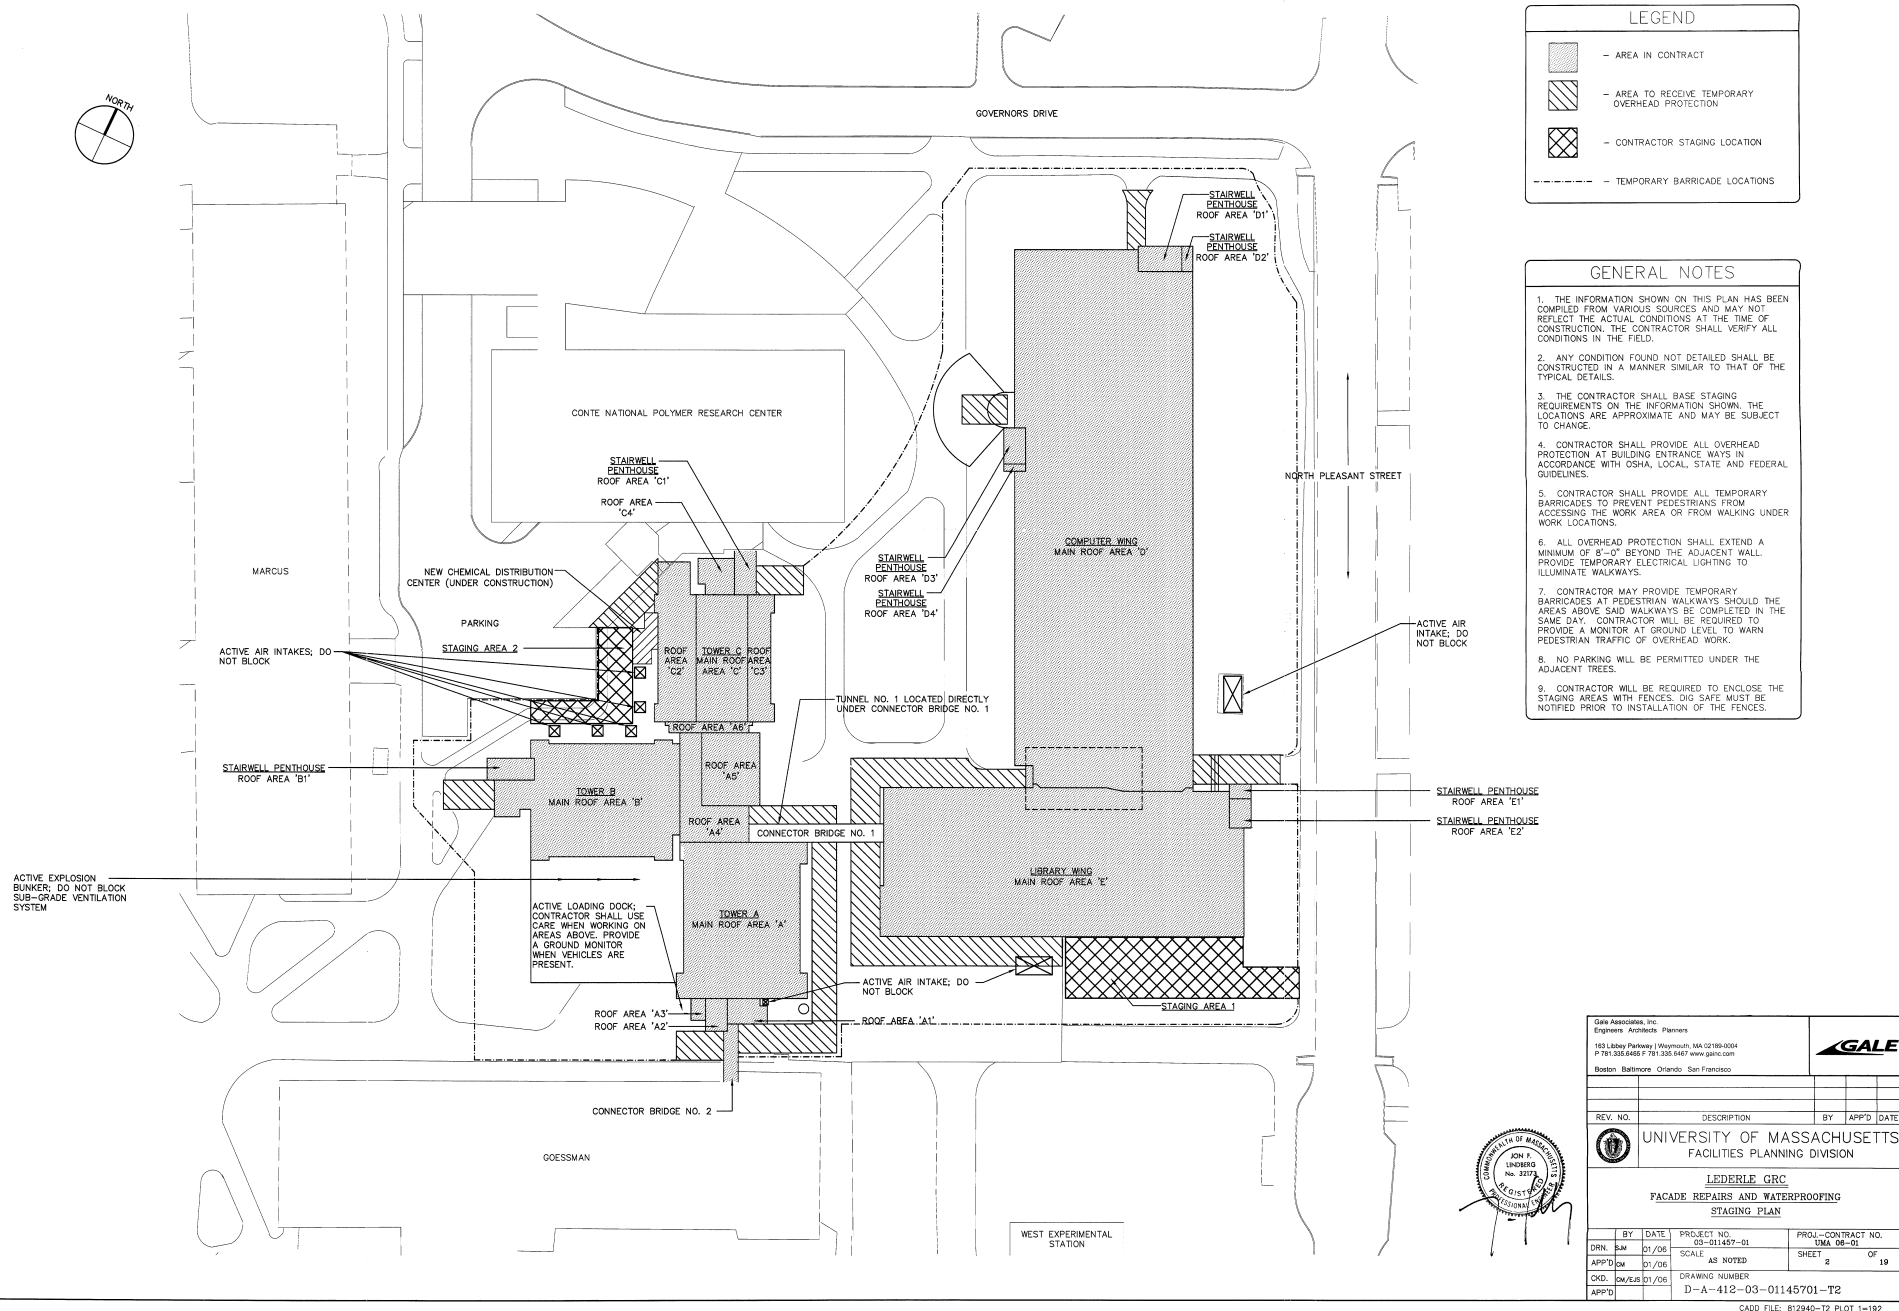 LEGEND
– AREA IN CONTRACT
– AREA TO RECEIVE TEMPORARY
OVERHEAD PROTECTION
– CONTRACTOR STAGING LOCATION
– TEMPORARY BARRICADE LOCATIONS
GENERAL NOTES
1. THE INFORMATION SHOWN ON THIS PLAN HAS BEEN
COMPILED FROM VARIOUS SOURCES AND MAY NOT
REFLECT THE ACTUAL CONDITIONS AT THE TIME OF
CONSTRUCTION. THE CONTRACTOR SHALL VERIFY ALL
CONDITIONS IN THE FIELD.
2. ANY CONDITION FOUND NOT DETAILED SHALL BE
CONSTRUCTED IN A MANNER SIMILAR TO THAT OF THE
TYPICAL DETAILS.
3. THE CONTRACTOR SHALL BASE STAGING
REQUIREMENTS ON THE INFORMATION SHOWN. THE
LOCATIONS ARE APPROXIMATE AND MAY BE SUBJECT
TO CHANGE.
4. CONTRACTOR SHALL PROVIDE ALL OVERHEAD
PROTECTION AT BUILDING ENTRANCE WAYS IN
ACCORDANCE WITH OSHA, LOCAL, STATE AND FEDERAL
GUIDELINES.
5. CONTRACTOR SHALL PROVIDE ALL TEMPORARY
BARRICADES TO PREVENT PEDESTRIANS FROM
ACCESSING THE WORK AREA OR FROM WALKING UNDER
WORK LOCATIONS.
6. ALL OVERHEAD PROTECTION SHALL EXTEND A
MINIMUM OF 8'-0" BEYOND THE ADJACENT WALL.
PROVIDE TEMPORARY ELECTRICAL LIGHTING TO
ILLUMINATE WALKWAYS.
7. CONTRACTOR MAY PROVIDE TEMPORARY
BARRICADES AT PEDESTRIAN WALKWAYS SHOULD THE
AREAS ABOVE SAID WALKWAYS BE COMPLETED IN THE
SAME DAY. CONTRACTOR WILL BE REQUIRED TO
PROVIDE A MONITOR AT GROUND LEVEL TO WARN
PEDESTRIAN TRAFFIC OF OVERHEAD WORK.
8. NO PARKING WILL BE PERMITTED UNDER THE
ADJACENT TREES.
9. CONTRACTOR WILL BE REQUIRED TO ENCLOSE THE
STAGING AREAS WITH FENCES. DIG SAFE MUST BE
NOTIFIED PRIOR TO INSTALLATION OF THE FENCES.
NORTH
GOVERNORS DRIVE
STAIRWELL
PENTHOUSE
ROOF AREA 'D1'
STAIRWELL
PENTHOUSE
ROOF AREA 'D2'
CONTE NATIONAL POLYMER RESEARCH CENTER
NORTH PLEASANT STREET
STAIRWELL
PENTHOUSE
ROOF AREA 'C1'
ROOF AREA
'C4'
COMPUTER WING
MAIN ROOF AREA 'D'
STAIRWELL
PENTHOUSE
ROOF AREA 'D3'
STAIRWELL
PENTHOUSE
ROOF AREA 'D4'
MARCUS
NEW CHEMICAL DISTRIBUTION
CENTER (UNDER CONSTRUCTION)
PARKING
STAGING AREA 2
ACTIVE AIR INTAKES; DO
NOT BLOCK
ROOF
AREA
'C2'
TOWER C
MAIN ROOF
AREA 'C'
ROOF
AREA
'C3'
ACTIVE AIR
INTAKE; DO
NOT BLOCK
TUNNEL NO. 1 LOCATED DIRECTLY
UNDER CONNECTOR BRIDGE NO. 1
ROOF AREA 'A6'
STAIRWELL PENTHOUSE
ROOF AREA 'B1'
ROOF AREA
'A5'
TOWER B
MAIN ROOF AREA 'B'
ROOF AREA
'A4'
CONNECTOR BRIDGE NO. 1
STAIRWELL PENTHOUSE
ROOF AREA 'E1'
STAIRWELL PENTHOUSE
ROOF AREA 'E2'
LIBRARY WING
MAIN ROOF AREA 'E'
ACTIVE EXPLOSION
BUNKER; DO NOT BLOCK
SUB-GRADE VENTILATION
SYSTEM
ACTIVE LOADING DOCK;
CONTRACTOR SHALL USE
CARE WHEN WORKING ON
AREAS ABOVE. PROVIDE
A GROUND MONITOR
WHEN VEHICLES ARE
PRESENT.
TOWER A
MAIN ROOF AREA 'A'
ACTIVE AIR INTAKE; DO
NOT BLOCK
STAGING AREA 1
ROOF AREA 'A3'
ROOF AREA 'A2'
ROOF AREA 'A1'
CONNECTOR BRIDGE NO. 2
GOESSMAN
WEST EXPERIMENTAL
STATION
COMMONWEALTH OF MASSACHUSETTS
JON F.
LINDBERG
No. 32173
REGISTERED
PROFESSIONAL ENGINEER
Gale Associates, Inc.
Engineers Architects Planners
163 Libbey Parkway | Weymouth, MA 02189-0004
P 781.335.6465 F 781.335.6467 www.gainc.com
Boston Baltimore Orlando San Francisco
GALE
REV. NO. DESCRIPTION BY APP'D DATE
UNIVERSITY OF MASSACHUSETTS
FACILITIES PLANNING DIVISION
LEDERLE GRC
FACADE REPAIRS AND WATERPROOFING
STAGING PLAN
BY DATE PROJECT NO. PROJ.-CONTRACT NO.
03-011457-01 UMA 06-01
DRN. SJM 01/06 SCALE SHEET OF
APP'D CM 01/06 AS NOTED 2 19
CKD. CM/EJS 01/06 DRAWING NUMBER
APP'D D-A-412-03-01145701-T2
CADD FILE: 812940-T2 PLOT 1=192